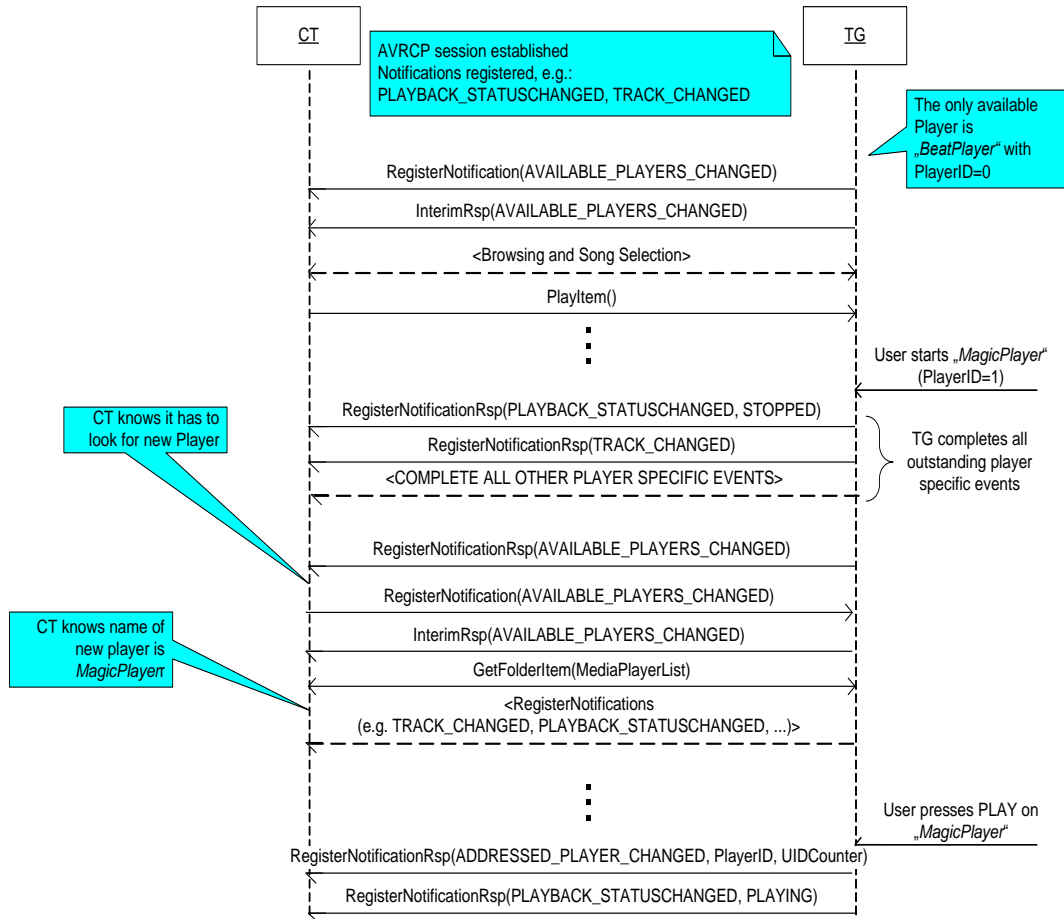 CT
AVRCP session established
Notifications registered, e.g.:
PLAYBACK_STATUSCHANGED, TRACK_CHANGED
TG
The only available
Player is
„BeatPlayer“ with
PlayerID=0
RegisterNotification(AVAILABLE_PLAYERS_CHANGED)
InterimRsp(AVAILABLE_PLAYERS_CHANGED)
<Browsing and Song Selection>
PlayItem()
User starts „MagicPlayer“
(PlayerID=1)
CT knows it has to
look for new Player
RegisterNotificationRsp(PLAYBACK_STATUSCHANGED, STOPPED)
RegisterNotificationRsp(TRACK_CHANGED)
<COMPLETE ALL OTHER PLAYER SPECIFIC EVENTS>
TG completes all
outstanding player
specific events
RegisterNotificationRsp(AVAILABLE_PLAYERS_CHANGED)
RegisterNotification(AVAILABLE_PLAYERS_CHANGED)
CT knows name of
new player is
MagicPlayerr
InterimRsp(AVAILABLE_PLAYERS_CHANGED)
GetFolderItem(MediaPlayerList)
<RegisterNotifications
(e.g. TRACK_CHANGED, PLAYBACK_STATUSCHANGED, ...)>
User presses PLAY on
„MagicPlayer“
RegisterNotificationRsp(ADDRESSED_PLAYER_CHANGED, PlayerID, UIDCounter)
RegisterNotificationRsp(PLAYBACK_STATUSCHANGED, PLAYING)